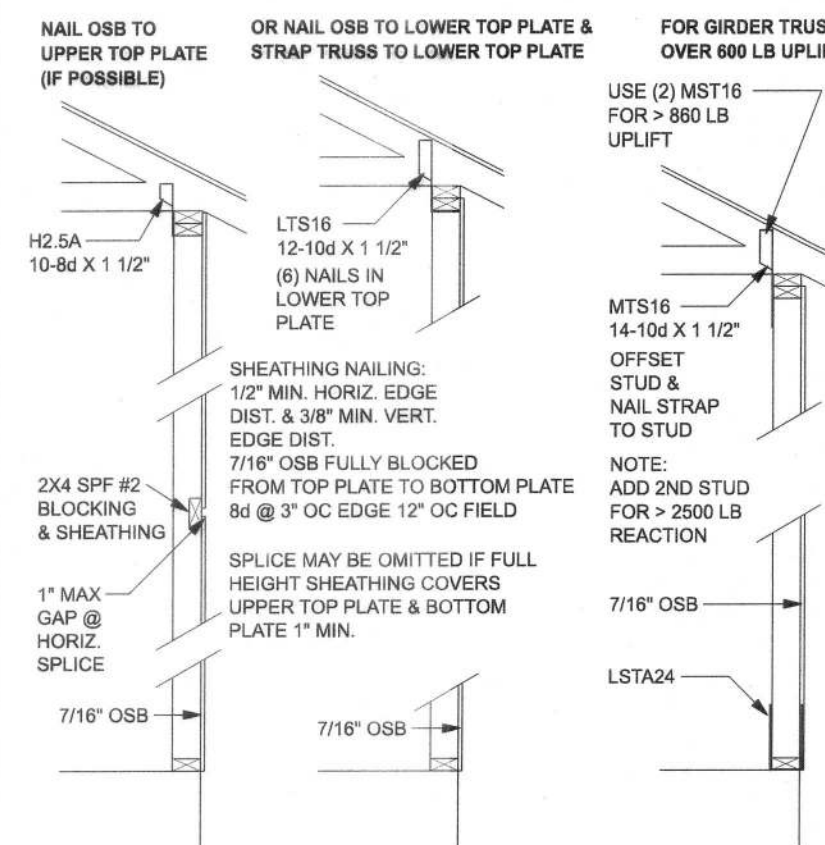 NAIL OSB TO
UPPER TOP PLATE
(IF POSSIBLE)
H2.5A
10-8d X 1 1/2"
2X4 SPF #2
BLOCKING
& SHEATHING
1" MAX
GAP @
HORIZ.
SPLICE
7/16" OSB
OR NAIL OSB TO LOWER TOP PLATE &
STRAP TRUSS TO LOWER TOP PLATE
LTS16
12-10d X 1 1/2"
(6) NAILS IN
LOWER TOP
PLATE
SHEATHING NAILING:
1/2" MIN. HORIZ. EDGE
DIST. & 3/8" MIN. VERT.
EDGE DIST.
7/16" OSB FULLY BLOCKED
FROM TOP PLATE TO BOTTOM PLATE
8d @ 3" OC EDGE 12" OC FIELD
SPLICE MAY BE OMITTED IF FULL
HEIGHT SHEATHING COVERS
UPPER TOP PLATE & BOTTOM
PLATE 1" MIN.
7/16" OSB
FOR GIRDER TRUS
OVER 600 LB UPLI
USE (2) MST16
FOR > 860 LB
UPLIFT
MTS16
14-10d X 1 1/2"
OFFSET
STUD &
NAIL STRAP
TO STUD
NOTE:
ADD 2ND STUD
FOR > 2500 LB
REACTION
7/16" OSB
LSTA24